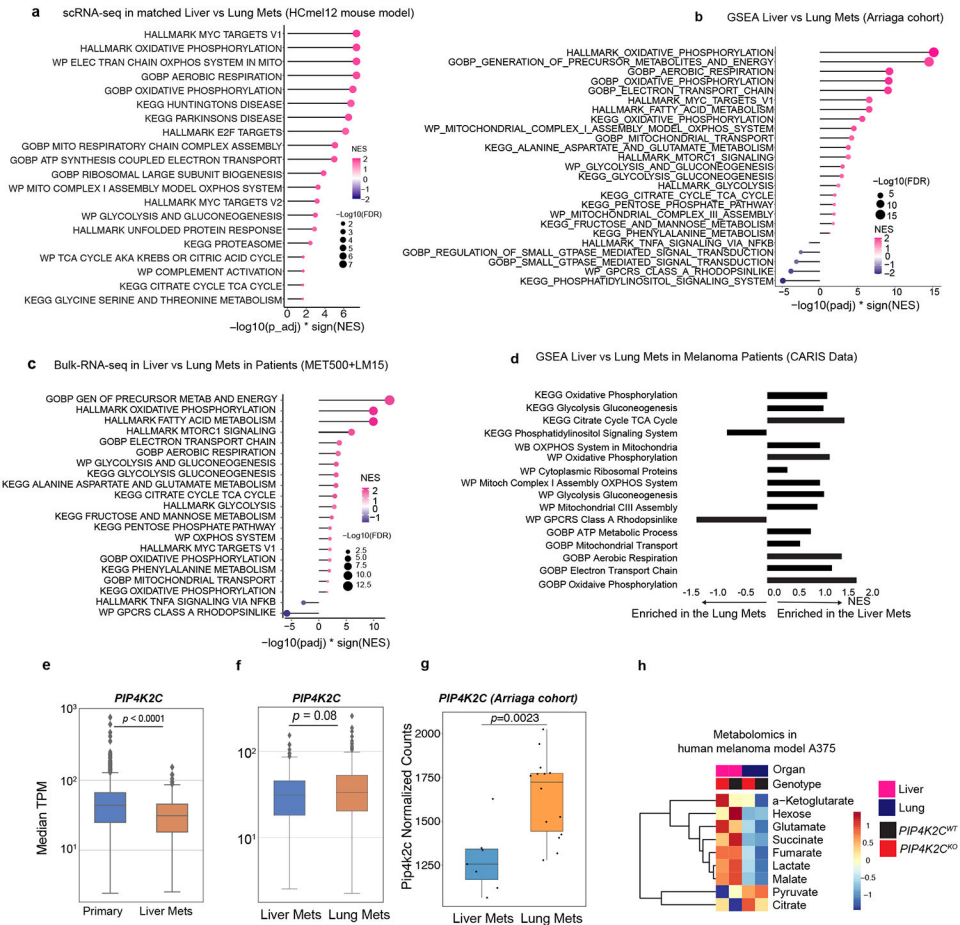 a
scRNA-seq in matched Liver vs Lung Mets (HCmel12 mouse model)
HALLMARK MYC TARGETS V1
HALLMARK OXIDATIVE PHOSPHORYLATION
WP ELEC TRAN CHAIN OXPHOS SYSTEM IN MITO
GOBP AEROBIC RESPIRATION
GOBP OXIDATIVE PHOSPHORYLATION
KEGG HUNTINGTONS DISEASE
KEGG PARKINSONS DISEASE
HALLMARK E2F TARGETS
GOBP MITO RESPIRATORY CHAIN COMPLEX ASSEMBLY
GOBP ATP SYNTHESIS COUPLED ELECTRON TRANSPORT
GOBP RIBOSOMAL LARGE SUBUNIT BIOGENESIS
WP MITO COMPLEX I ASSEMBLY MODEL OXPHOS SYSTEM
HALLMARK MYC TARGETS V2
WP GLYCOLYSIS AND GLUCONEOGENESIS
HALLMARK UNFOLDED PROTEIN RESPONSE
KEGG PROTEASOME
WP TCA CYCLE AKA KREBS OR CITRIC ACID CYCLE
WP COMPLEMENT ACTIVATION
KEGG CITRATE CYCLE TCA CYCLE
KEGG GLYCINE SERINE AND THREONINE METABOLISM
NES
2
1
0
-1
-2
−Log10(FDR)
2
3
4
5
6
7
0 2 4 6 8
−log10(p_adj) * sign(NES)
b
GSEA Liver vs Lung Mets (Arriaga cohort)
HALLMARK_OXIDATIVE_PHOSPHORYLATION
GOBP_GENERATION_OF_PRECURSOR_METABOLITES_AND_ENERGY
GOBP_AEROBIC_RESPIRATION
GOBP_OXIDATIVE_PHOSPHORYLATION
GOBP_ELECTRON_TRANSPORT_CHAIN
HALLMARK_MYC_TARGETS_V1
HALLMARK_FATTY_ACID_METABOLISM
KEGG_OXIDATIVE_PHOSPHORYLATION
WP_MITOCHONDRIAL_COMPLEX_I_ASSEMBLY_MODEL_OXPHOS_SYSTEM
GOBP_MITOCHONDRIAL_TRANSPORT
KEGG_ALANINE_ASPARTATE_AND_GLUTAMATE_METABOLISM
HALLMARK_MTORC1_SIGNALING
WP_GLYCOLYSIS_AND_GLUCONEOGENESIS
KEGG_GLYCOLYSIS_GLUCONEOGENESIS
HALLMARK_GLYCOLYSIS
KEGG_CITRATE_CYCLE_TCA_CYCLE
KEGG_PENTOSE_PHOSPHATE_PATHWAY
WP_MITOCHONDRIAL_COMPLEX_III_ASSEMBLY
KEGG_FRUCTOSE_AND_MANNOSE_METABOLISM
KEGG_PHENYLALANINE_METABOLISM
HALLMARK_TNFA_SIGNALING_VIA_NFKB
GOBP_REGULATION_OF_SMALL_GTPASE_MEDIATED_SIGNAL_TRANSDUCTION
GOBP_SMALL_GTPASE_MEDIATED_SIGNAL_TRANSDUCTION
WP_GPCRS_CLASS_A_RHODOPSINLIKE
KEGG_PHOSPHATIDYLINOSITOL_SIGNALING_SYSTEM
−Log10(FDR)
5
10
15
NES
2
1
0
-1
-2
−5 0 5 10 15
−log10(padj) * sign(NES)
c
Bulk-RNA-seq in Liver vs Lung Mets in Patients (MET500+LM15)
GOBP GEN OF PRECURSOR METAB AND ENERGY
HALLMARK OXIDATIVE PHOSPHORYLATION
HALLMARK FATTY ACID METABOLISM
HALLMARK MTORC1 SIGNALING
GOBP ELECTRON TRANSPORT CHAIN
GOBP AEROBIC RESPIRATION
WP GLYCOLYSIS AND GLUCONEOGENESIS
KEGG GLYCOLYSIS GLUCONEOGENESIS
KEGG ALANINE ASPARTATE AND GLUTAMATE METABOLISM
KEGG CITRATE CYCLE TCA CYCLE
HALLMARK GLYCOLYSIS
KEGG FRUCTOSE AND MANNOSE METABOLISM
KEGG PENTOSE PHOSPHATE PATHWAY
WP OXPHOS SYSTEM
HALLMARK MYC TARGETS V1
GOBP OXIDATIVE PHOSPHORYLATION
KEGG PHENYLALANINE METABOLISM
GOBP MITOCHONDRIAL TRANSPORT
KEGG OXIDATIVE PHOSPHORYLATION
HALLMARK TNFA SIGNALING VIA NFKB
WP GPCRS CLASS A RHODOPSINLIKE
NES
2
1
0
-1
−Log10(FDR)
2.5
5.0
7.5
10.0
12.5
−5 0 5 10
−log10(padj) * sign(NES)
d
GSEA Liver vs Lung Mets in Melanoma Patients (CARIS Data)
KEGG Oxidative Phosphorylation
KEGG Glycolysis Gluconeogenesis
KEGG Citrate Cycle TCA Cycle
KEGG Phosphatidylinositol Signaling System
WB OXPHOS System in Mitochondria
WP Oxidative Phosphorylation
WP Cytoplasmic Ribosomal Proteins
WP Mitoch Complex I Assembly OXPHOS System
WP Glycolysis Gluconeogenesis
WP Mitochondrial CIII Assembly
WP GPCRS Class A Rhodopsinlike
GOBP ATP Metabolic Process
GOBP Mitochondrial Transport
GOBP Aerobic Respiration
GOBP Electron Transport Chain
GOBP Oxidaive Phosphorylation
-1.5 -1.0 -0.5 0 0.5 1.0 1.5 2.0
NES
Enriched in the Lung Mets
Enriched in the Liver Mets
e
PIP4K2C
p < 0.0001
10³
10²
10¹
Median TPM
Primary Liver Mets
f
PIP4K2C
p = 0.08
10²
10¹
Liver Mets Lung Mets
g
PIP4K2C (Arriaga cohort)
p=0.0023
2000
1750
1500
1250
Pip4k2c Normalized Counts
Liver Mets Lung Mets
h
Metabolomics in
human melanoma model A375
Organ
Genotype
a-Ketoglutarate
Hexose
Glutamate
Succinate
Fumarate
Lactate
Malate
Pyruvate
Citrate
1
0.5
0
−0.5
−1
Liver
Lung
PIP4K2C^WT
PIP4K2C^KO